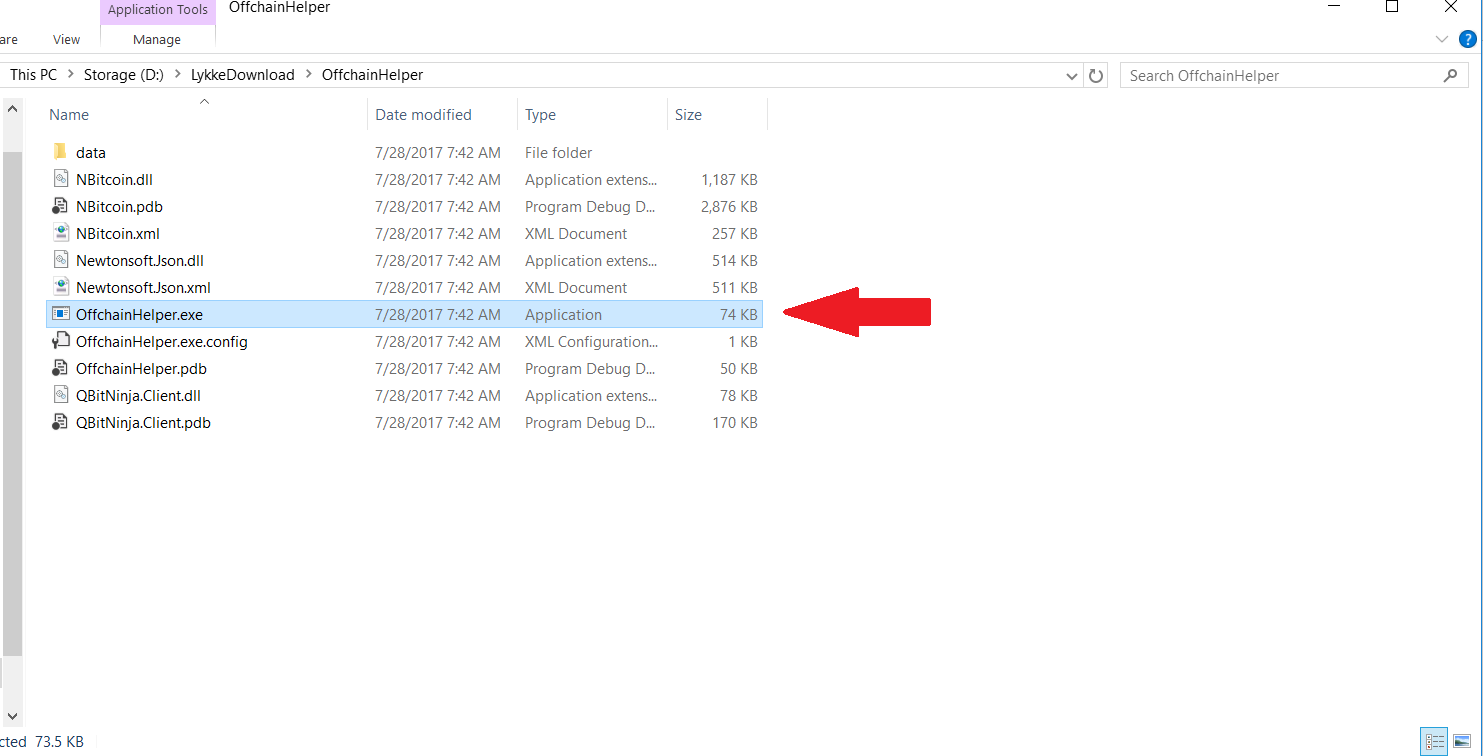 Application Tools OffchainHelper
are View Manage
?
This PC > Storage (D:) > LykkeDownload > OffchainHelper Search OffchainHelper
Name Date modified Type Size
data 7/28/2017 7:42 AM File folder
NBitcoin.dll 7/28/2017 7:42 AM Application extens... 1,187 KB
NBitcoin.pdb 7/28/2017 7:42 AM Program Debug D... 2,876 KB
NBitcoin.xml 7/28/2017 7:42 AM XML Document 257 KB
Newtonsoft.Json.dll 7/28/2017 7:42 AM Application extens... 514 KB
Newtonsoft.Json.xml 7/28/2017 7:42 AM XML Document 511 KB
OffchainHelper.exe 7/28/2017 7:42 AM Application 74 KB
OffchainHelper.exe.config 7/28/2017 7:42 AM XML Configuration... 1 KB
OffchainHelper.pdb 7/28/2017 7:42 AM Program Debug D... 50 KB
QBitNinja.Client.dll 7/28/2017 7:42 AM Application extens... 78 KB
QBitNinja.Client.pdb 7/28/2017 7:42 AM Program Debug D... 170 KB
cted 73.5 KB